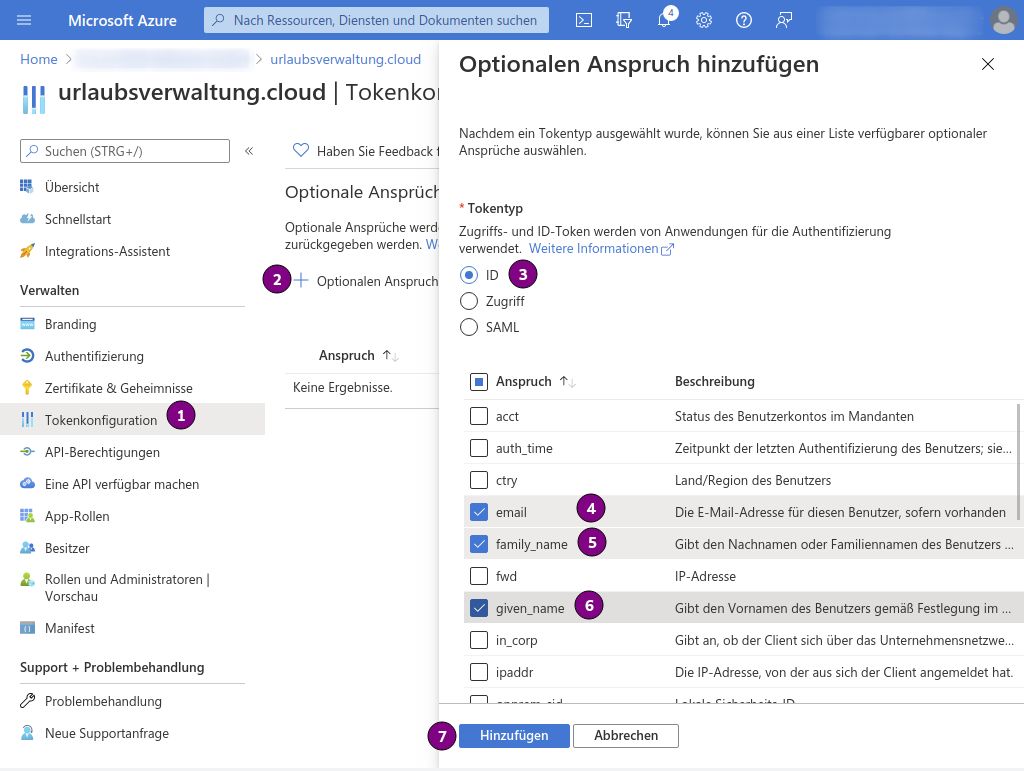 Microsoft Azure
Nach Ressourcen, Diensten und Dokumenten suchen
4
Home
urlaubsverwaltung.cloud
urlaubsverwaltung.cloud | Tokenkon
Suchen (STRG+/)
Übersicht
Schnellstart
Integrations-Assistent
Verwalten
Branding
Authentifizierung
Zertifikate & Geheimnisse
Tokenkonfiguration
1
API-Berechtigungen
Eine API verfügbar machen
App-Rollen
Besitzer
Rollen und Administratoren |
Vorschau
Manifest
Support + Problembehandlung
Problembehandlung
Neue Supportanfrage
Haben Sie Feedback f
Optionale Ansprüch
Optionale Ansprüche werd
zurückgegeben werden. We
2
Optionalen Anspruch
Anspruch
Keine Ergebnisse.
Optionalen Anspruch hinzufügen
Nachdem ein Tokentyp ausgewählt wurde, können Sie aus einer Liste verfügbarer optionaler
Ansprüche auswählen.
* Tokentyp
Zugriffs- und ID-Token werden von Anwendungen für die Authentifizierung
verwendet. Weitere Informationen
ID
3
Zugriff
SAML
Anspruch Beschreibung
acct Status des Benutzerkontos im Mandanten
auth_time Zeitpunkt der letzten Authentifizierung des Benutzers; sie...
ctry Land/Region des Benutzers
email 4 Die E-Mail-Adresse für diesen Benutzer, sofern vorhanden
family_name 5 Gibt den Nachnamen oder Familiennamen des Benutzers ...
fwd IP-Adresse
given_name 6 Gibt den Vornamen des Benutzers gemäß Festlegung im ...
in_corp Gibt an, ob der Client sich über das Unternehmensnetzwe...
ipaddr Die IP-Adresse, von der aus sich der Client angemeldet hat.
onprem_sid Lokale Sicherheits-ID
7
Hinzufügen
Abbrechen